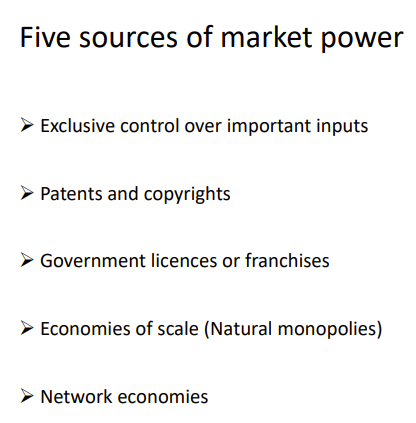 Five sources of market power
➢ Exclusive control over important inputs
➢ Patents and copyrights
➢ Government licences or franchises
➢ Economies of scale (Natural monopolies)
➢ Network economies